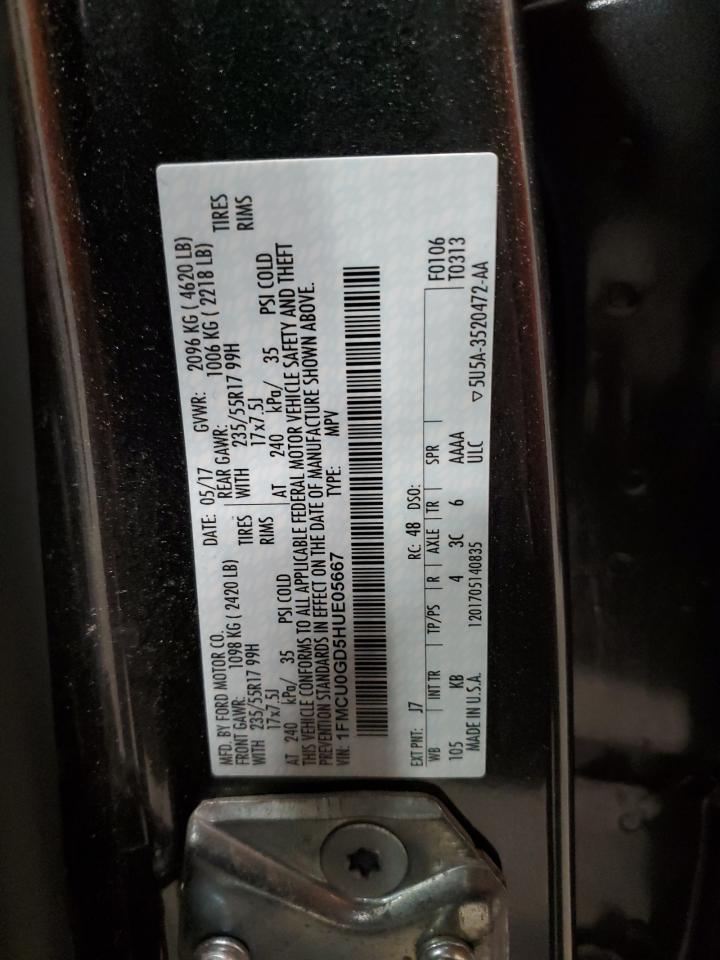 MFD. BY FORD MOTOR CO. DATE: 05/17 GVWR: 2096 KG ( 4620 LB)
FRONT GAWR: 1098 KG ( 2420 LB) REAR GAWR: 1006 KG ( 2218 LB)
WITH 235/55R17 99H TIRES WITH 235/55R17 99H TIRES
17x7.5J RIMS 17x7.5J RIMS
AT 240 kPa/ 35 PSI COLD AT 240 kPa/ 35 PSI COLD
THIS VEHICLE CONFORMS TO ALL APPLICABLE FEDERAL MOTOR VEHICLE SAFETY AND THEFT
PREVENTION STANDARDS IN EFFECT ON THE DATE OF MANUFACTURE SHOWN ABOVE.
VIN: 1FMCU0GD5HUE05667 TYPE: MPV
EXT PNT: J7 RC: 48 DSO: F0106
WB INT TR TP/PS R AXLE TR SPR T0313
105 KB 4 3C 6 AAAA
MADE IN U.S.A. 1201705140835 ULC ▽5U5A-3520472-AA